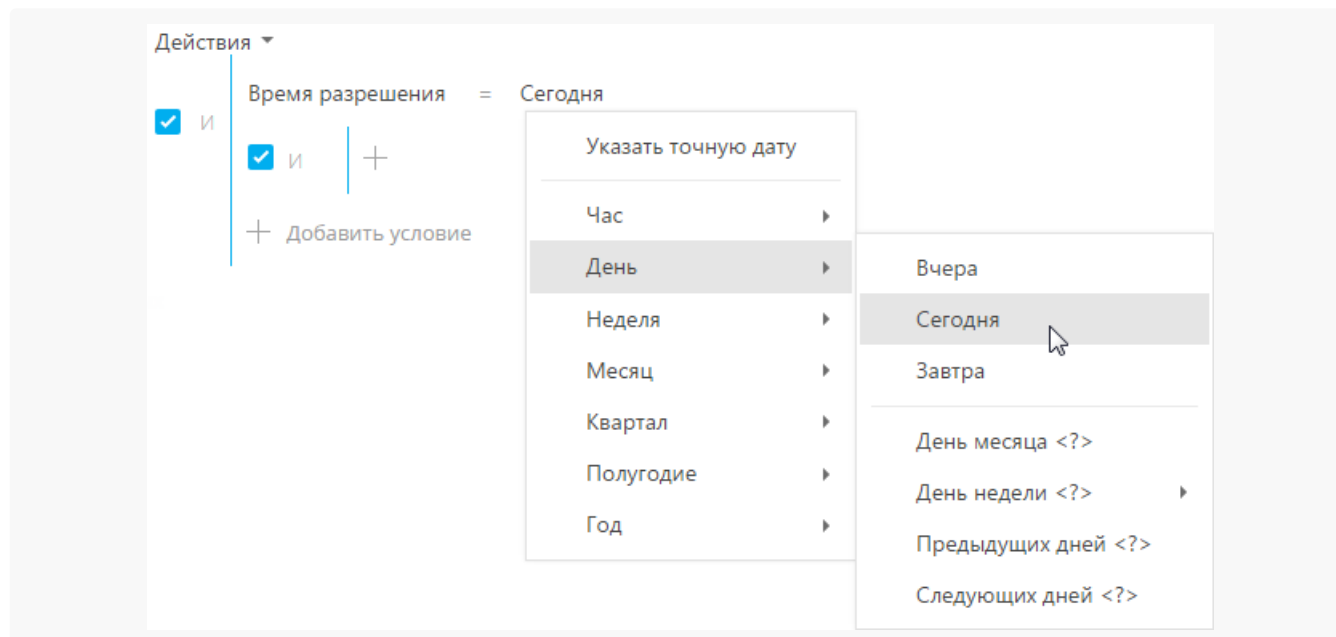 Действия
Время разрешения = Сегодня
И
И
Добавить условие
Указать точную дату
Час
День
Неделя
Месяц
Квартал
Полугодие
Год
Вчера
Сегодня
Завтра
День месяца <?>
День недели <?>
Предыдущих дней <?>
Следующих дней <?>